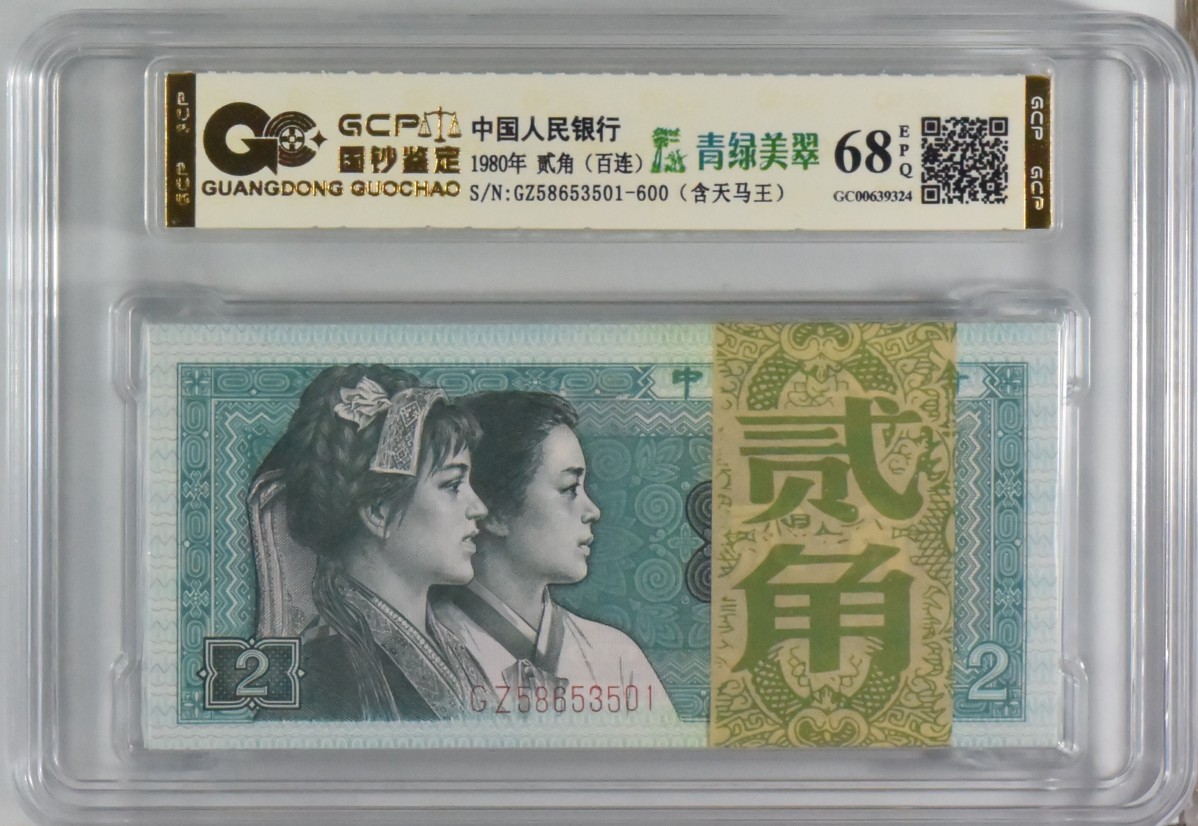 GCP
国钞鉴定
GUANGDONG GUOCHAO
中国人民银行
1980年 贰角（百连）
S/N:GZ58653501-600（含天马王）
青绿美翠
68 EPQ
GC00639324
GCP GCP
GCP GCP
中
贰角
2
GZ58653501
2